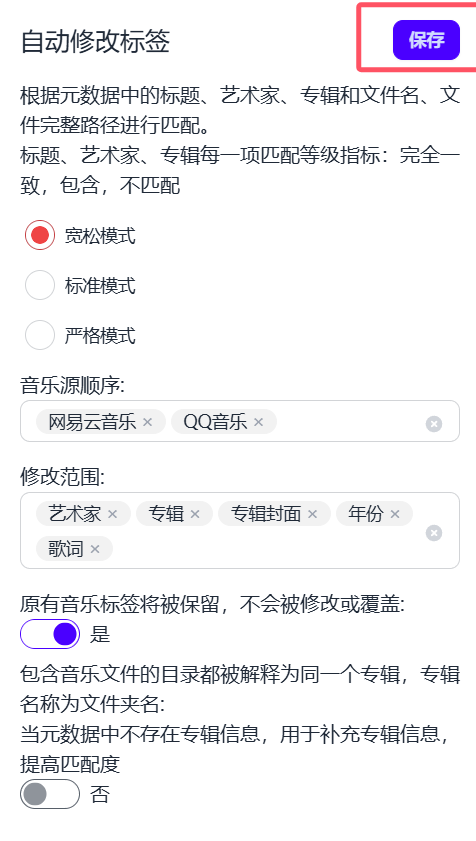 自动修改标签
保存
根据元数据中的标题、艺术家、专辑和文件名、文
件完整路径进行匹配。
标题、艺术家、专辑每一项匹配等级指标：完全一
致，包含，不匹配
宽松模式
标准模式
严格模式
音乐源顺序:
网易云音乐 × QQ音乐 ×
修改范围:
艺术家 × 专辑 × 专辑封面 × 年份 ×
歌词 ×
原有音乐标签将被保留，不会被修改或覆盖:
是
包含音乐文件的目录都被解释为同一个专辑，专辑
名称为文件夹名:
当元数据中不存在专辑信息，用于补充专辑信息，
提高匹配度
否